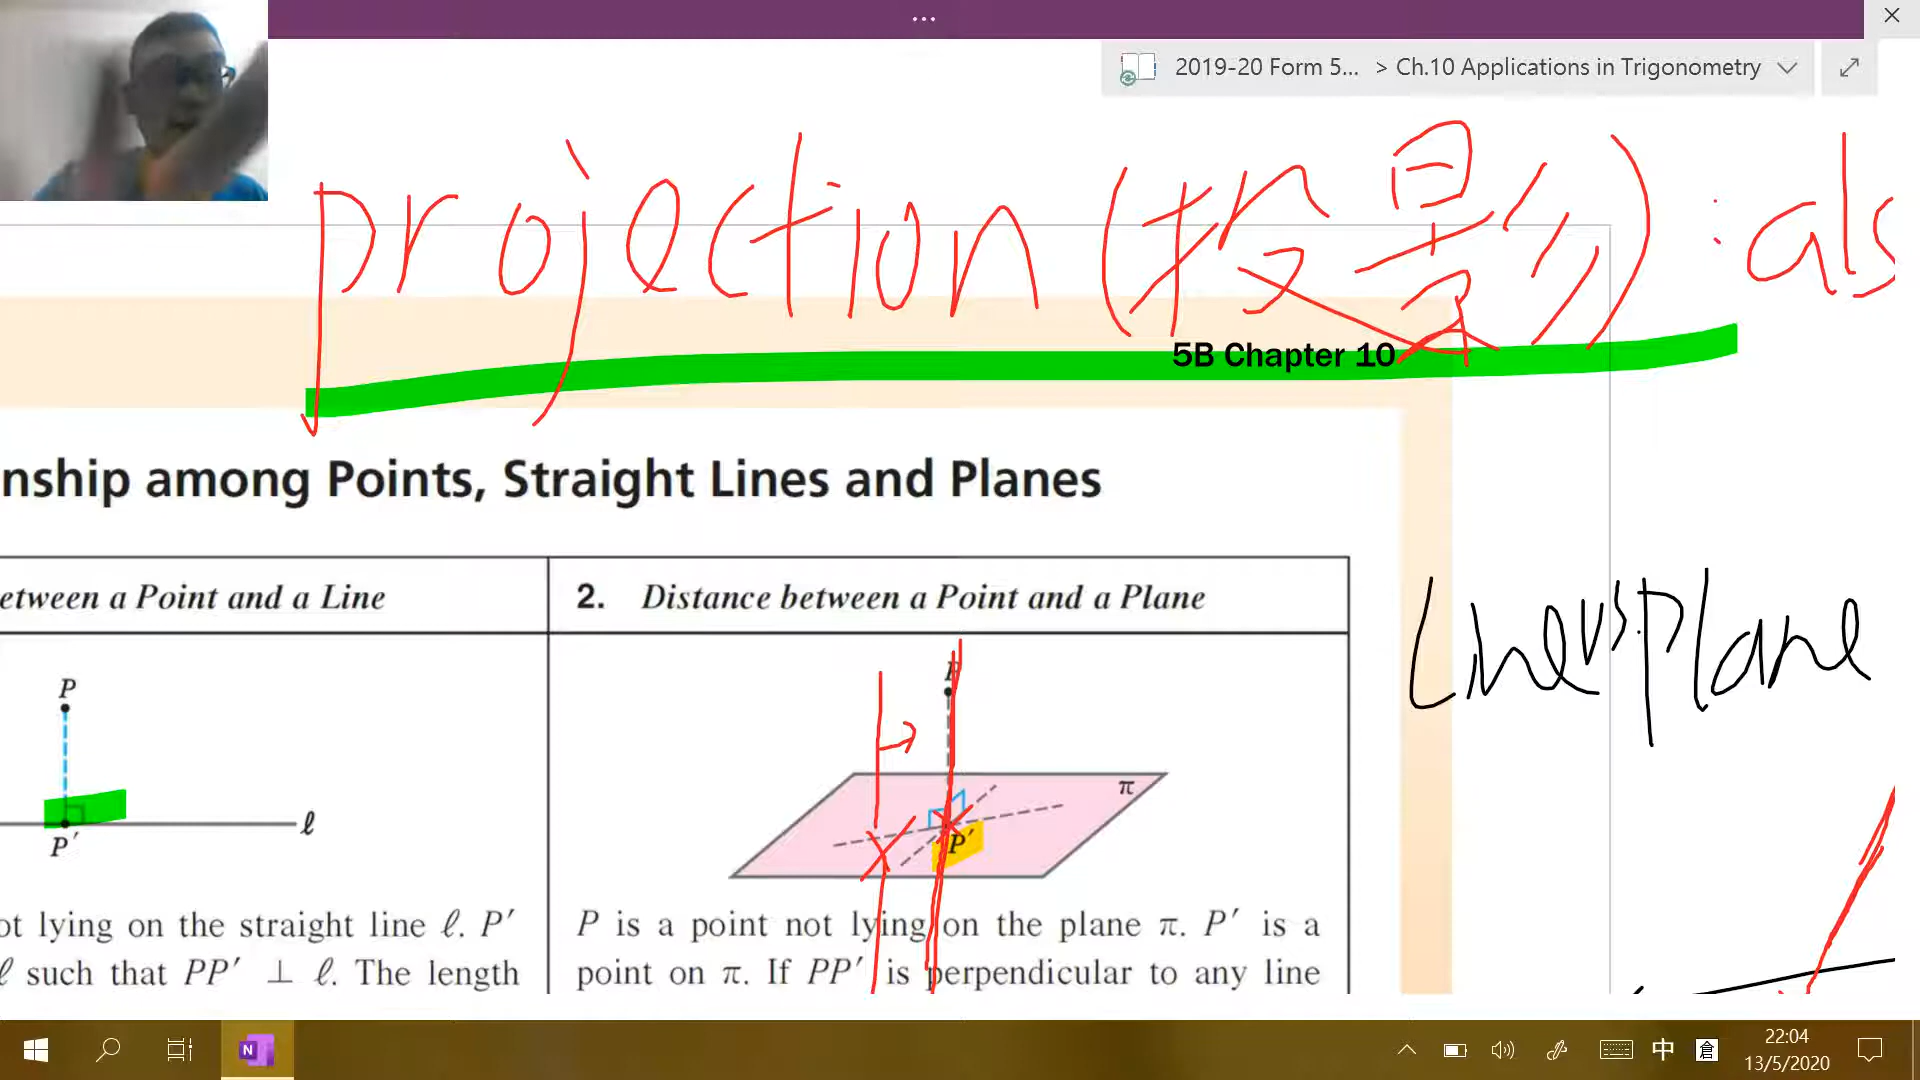 2019-20 Form 5... > Ch.10 Applications in Trigonometry
projection (投影) : als
5B Chapter 10
nship among Points, Straight Lines and Planes
etween a Point and a Line
2. Distance between a Point and a Plane
Line vs. Plane
P
π
ℓ
P′
P′
ot lying on the straight line ℓ. P′
ℓ such that PP′ ⊥ ℓ. The length
P is a point not lying on the plane π. P′ is a
point on π. If PP′ is perpendicular to any line
N
中
倉
22:04
13/5/2020